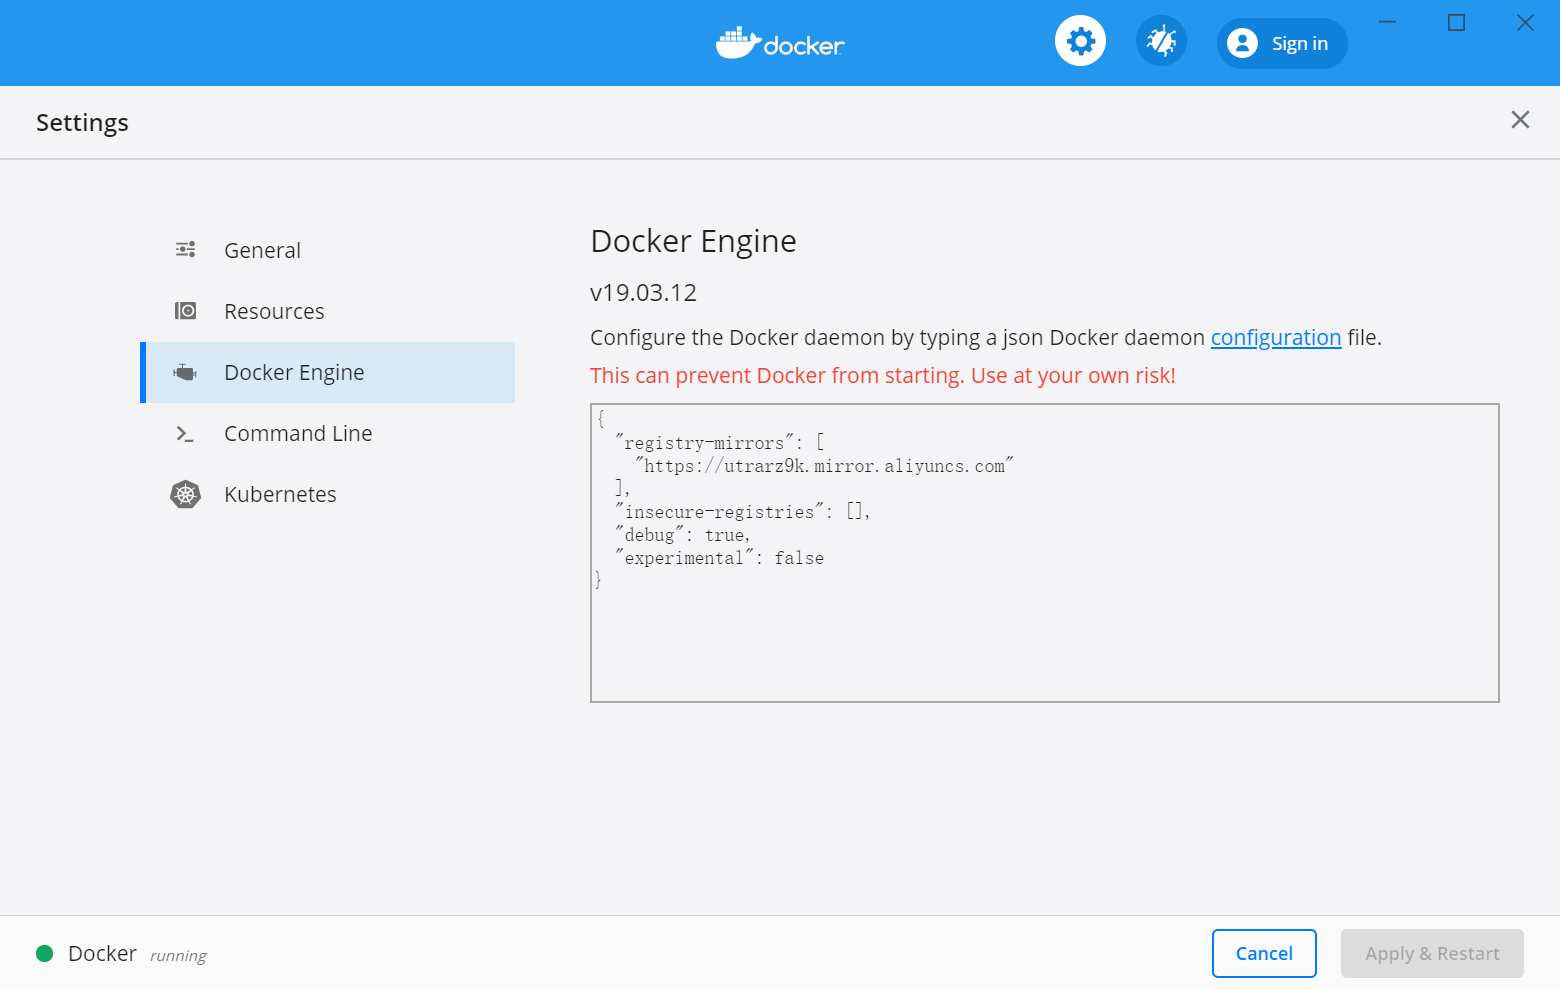 docker
Sign in
Settings
General
Resources
Docker Engine
Command Line
Kubernetes
Docker Engine
v19.03.12
Configure the Docker daemon by typing a json Docker daemon configuration file.
This can prevent Docker from starting. Use at your own risk!
{
  "registry-mirrors": [
    "https://utrarz9k.mirror.aliyuncs.com"
  ],
  "insecure-registries": [],
  "debug": true,
  "experimental": false
}
Docker running
Cancel
Apply & Restart